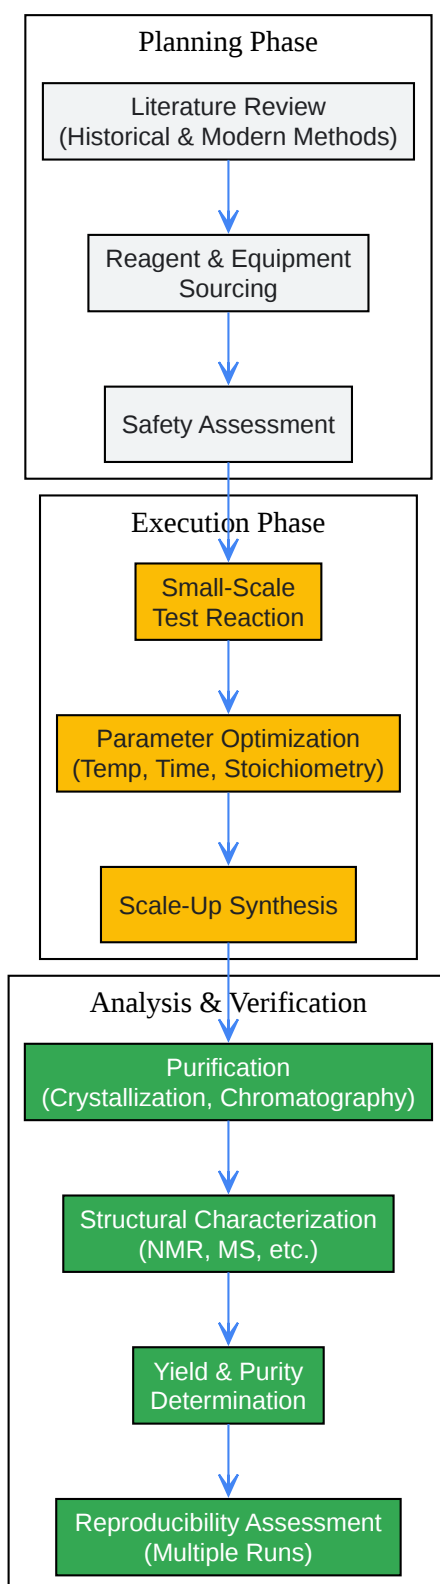 Planning Phase
Literature Review
(Historical & Modern Methods)
Reagent & Equipment
Sourcing
Safety Assessment
Execution Phase
Small-Scale
Test Reaction
Parameter Optimization
(Temp, Time, Stoichiometry)
Scale-Up Synthesis
Analysis & Verification
Purification
(Crystallization, Chromatography)
Structural Characterization
(NMR, MS, etc.)
Yield & Purity
Determination
Reproducibility Assessment
(Multiple Runs)